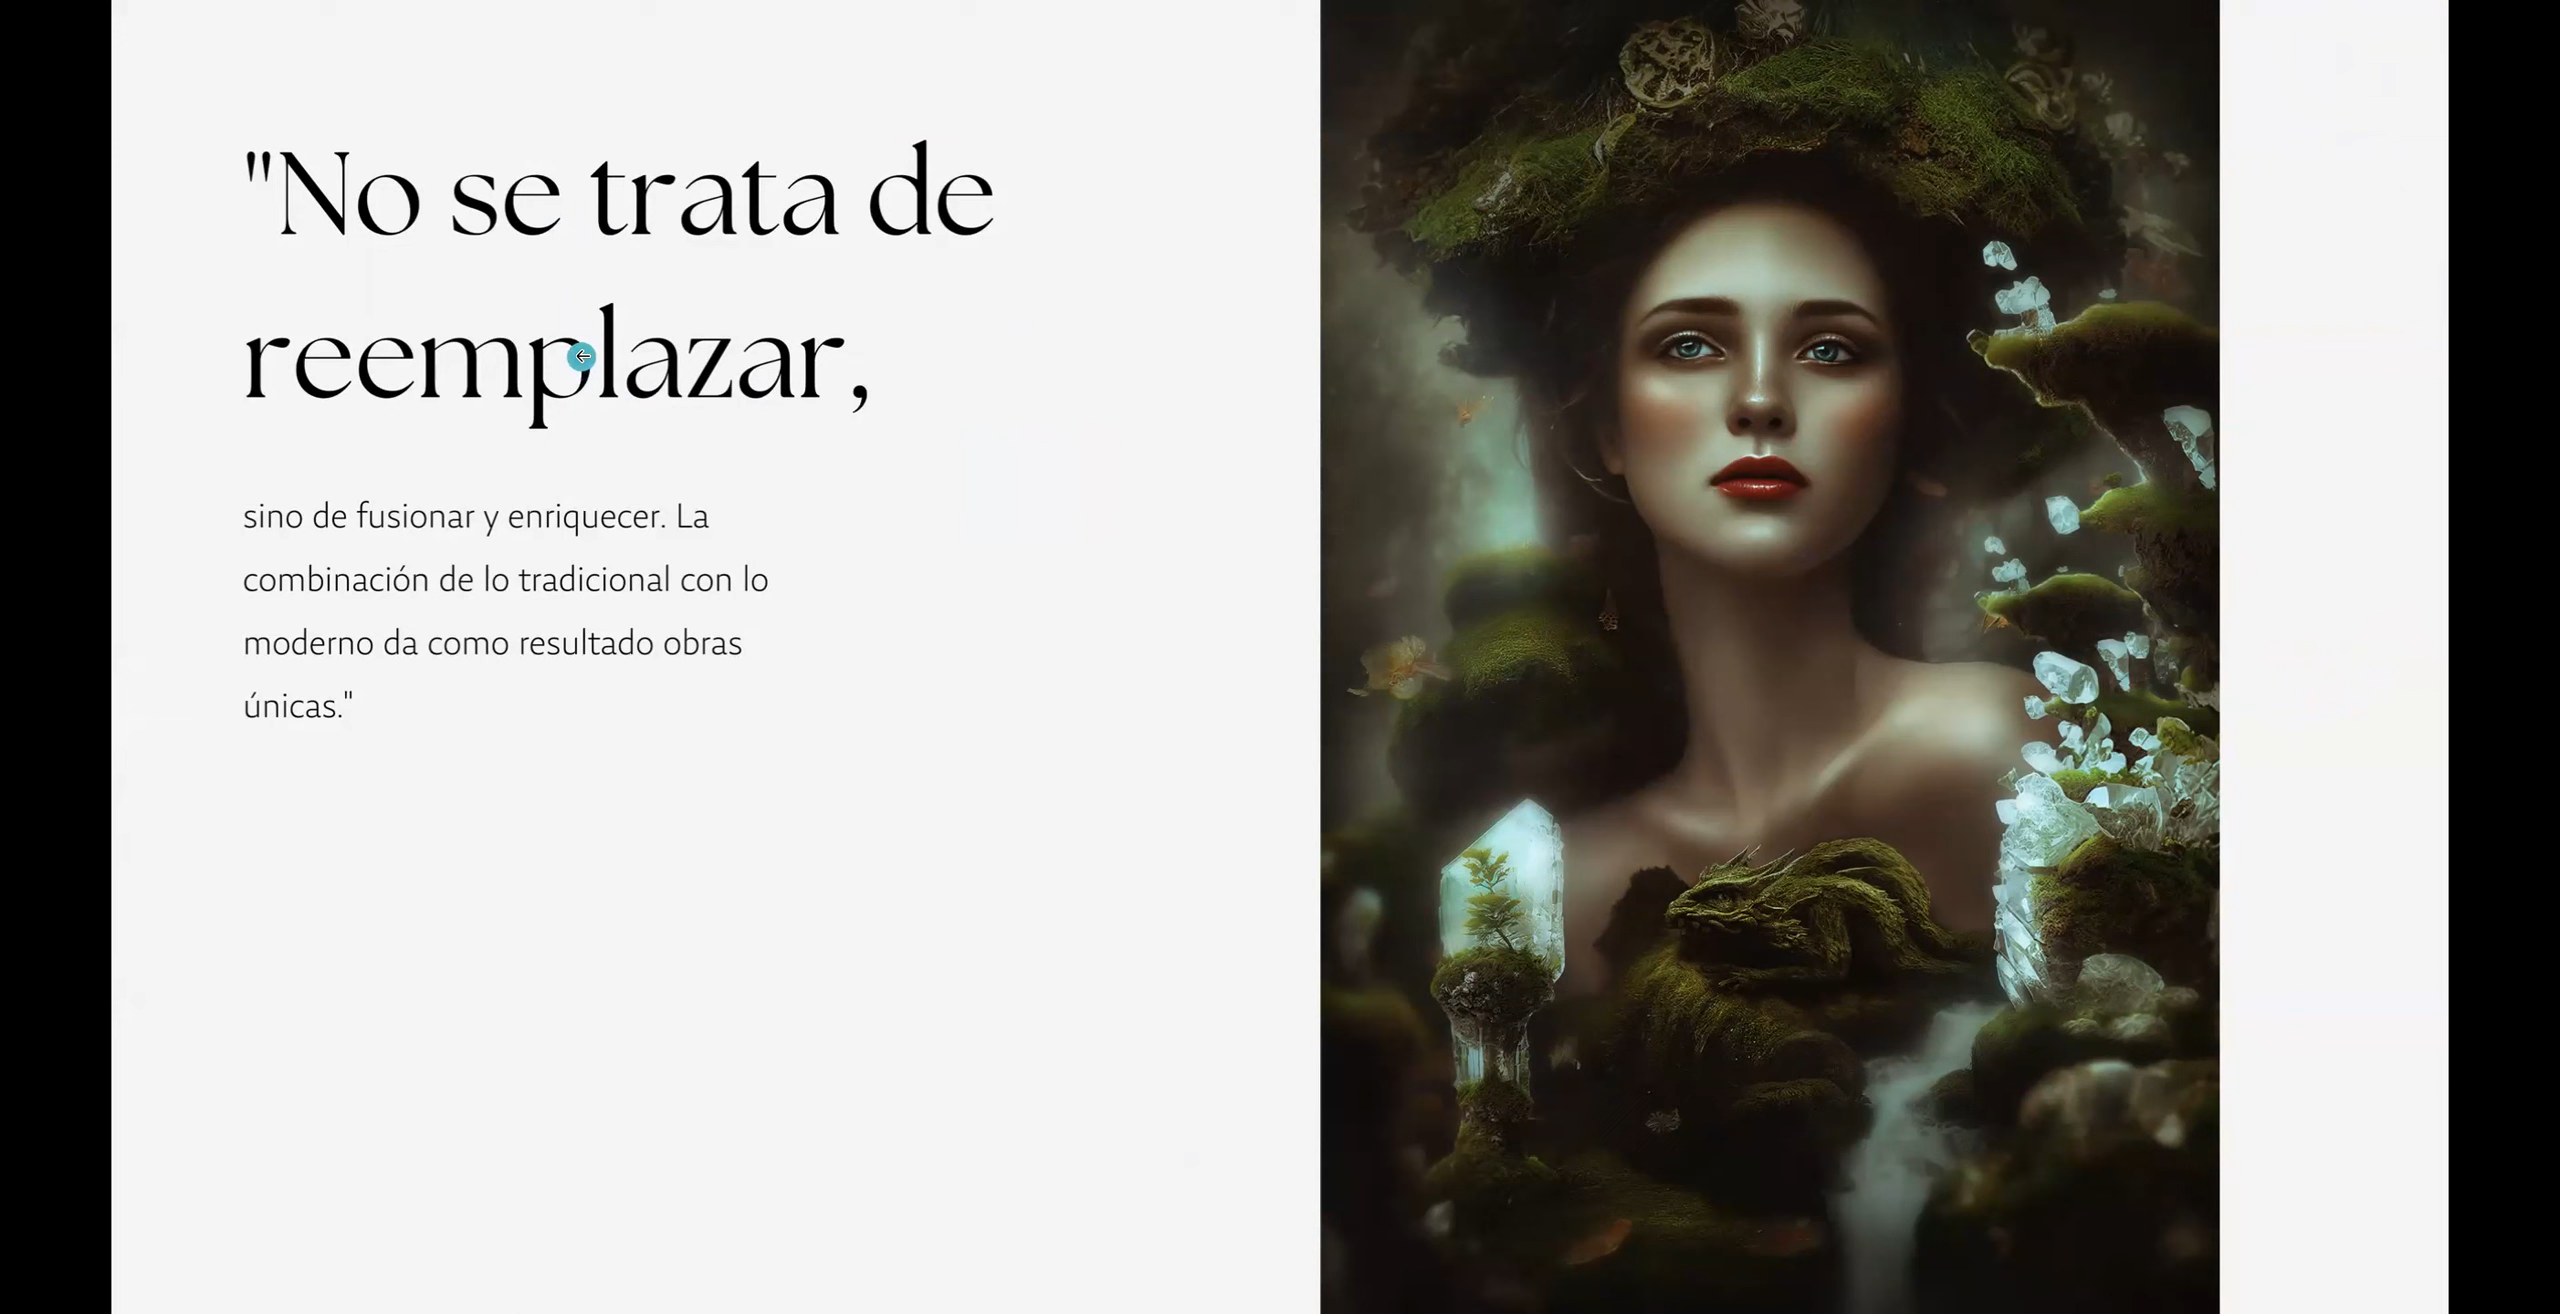 "No se trata de
reemplazar,
sino de fusionar y enriquecer. La
combinación de lo tradicional con lo
moderno da como resultado obras
únicas."